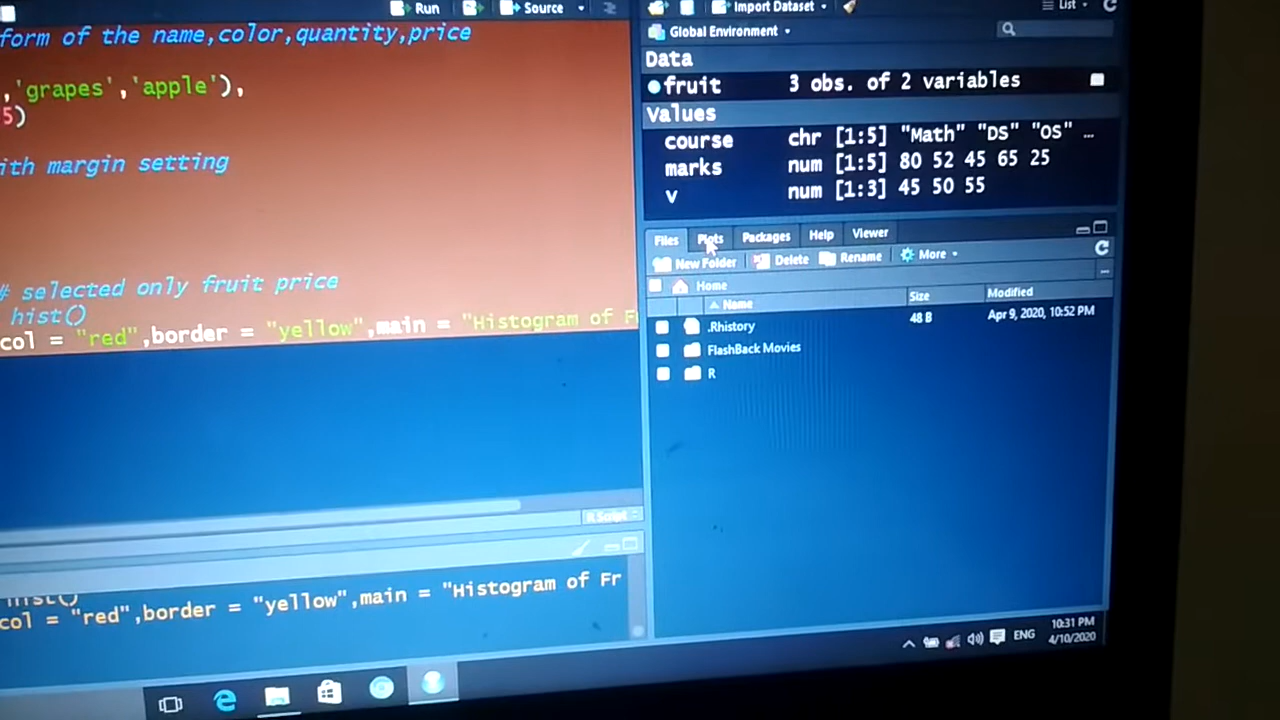 Run
Source
form of the name,color,quantity,price
,'grapes','apple'),
5)
ith margin setting
# selected only fruit price
hist()
col = "red",border = "yellow",main = "Histogram of Fr
R Script
hist()
col = "red",border = "yellow",main = "Histogram of Fr
Import Dataset
List
Global Environment
Data
fruit 3 obs. of 2 variables
Values
course chr [1:5] "Math" "DS" "OS" …
marks num [1:5] 80 52 45 65 25
v num [1:3] 45 50 55
Files Plots Packages Help Viewer
New Folder Delete Rename More
Home
Name Size Modified
.Rhistory 48 B Apr 9, 2020, 10:52 PM
FlashBack Movies
R
ENG
10:31 PM
4/10/2020